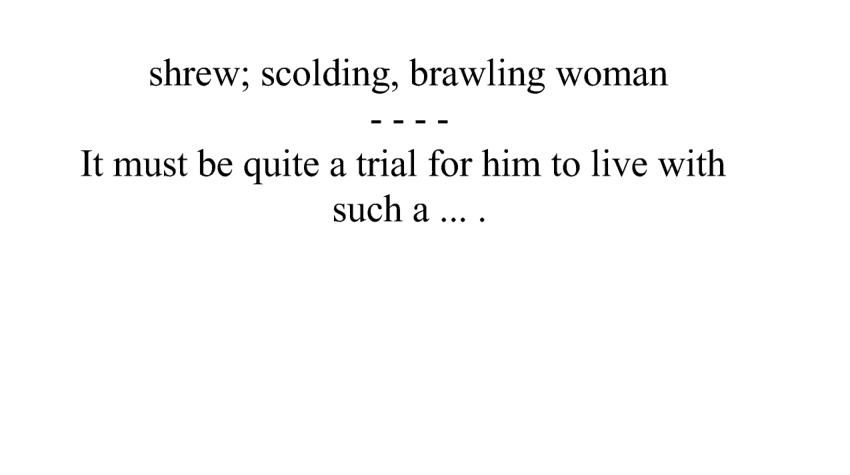 shrew; scolding, brawling woman
- - - -
It must be quite a trial for him to live with
such a ... .